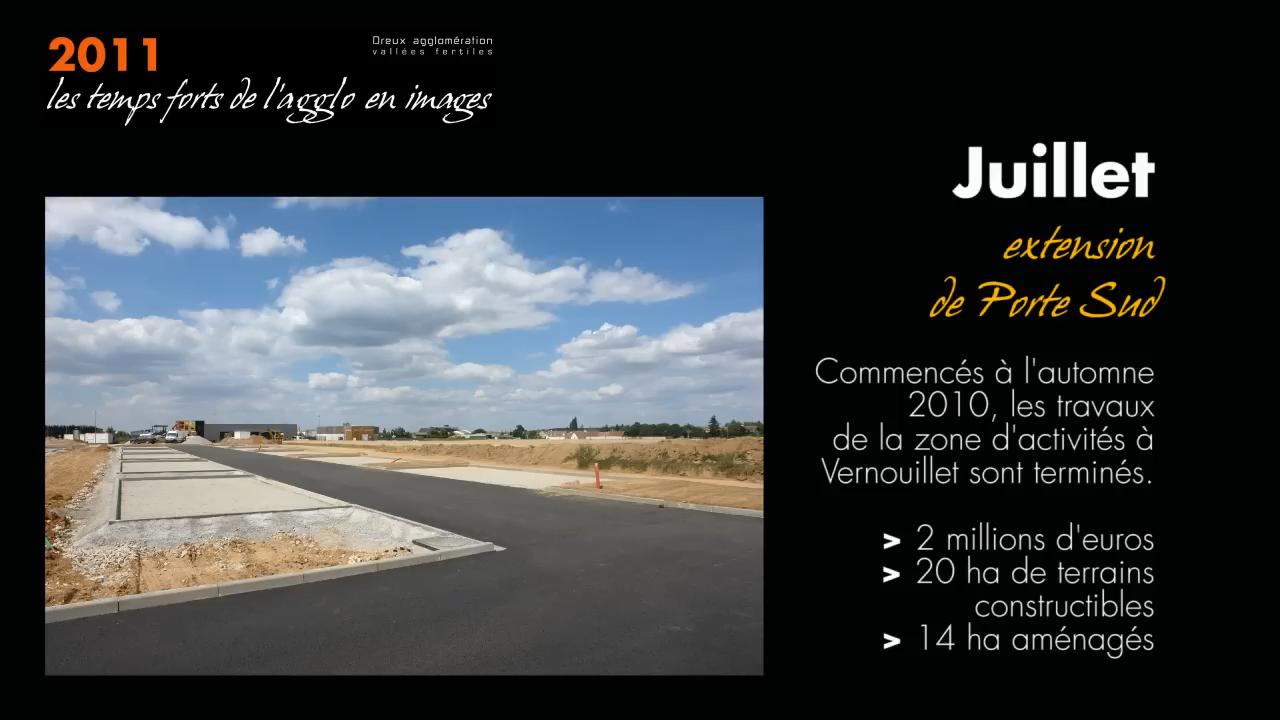 2011
Dreux agglomération
vallées fertiles
les temps forts de l'agglo en images
Juillet
extension
de Porte Sud
Commencés à l'automne
2010, les travaux
de la zone d'activités à
Vernouillet sont terminés.
> 2 millions d'euros
> 20 ha de terrains
constructibles
> 14 ha aménagés